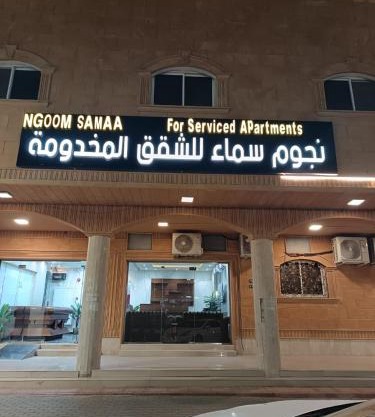 NGOOM SAMAA For Serviced APartments
نجوم سماء للشقق المخدومة